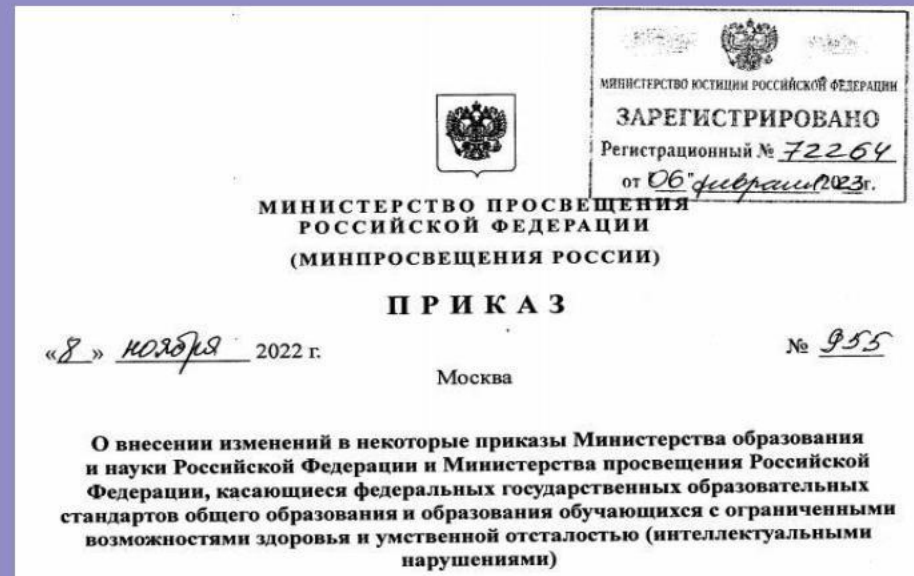 МИНИСТЕРСТВО ЮСТИЦИИ РОССИЙСКОЙ ФЕДЕРАЦИИ
ЗАРЕГИСТРИРОВАНО
Регистрационный № 72264
от "06" февраля 2023г.
МИНИСТЕРСТВО ПРОСВЕЩЕНИЯ
РОССИЙСКОЙ ФЕДЕРАЦИИ
(МИНПРОСВЕЩЕНИЯ РОССИИ)
ПРИКАЗ
«8» ноября 2022 г.
№ 955
Москва
О внесении изменений в некоторые приказы Министерства образования
и науки Российской Федерации и Министерства просвещения Российской
Федерации, касающиеся федеральных государственных образовательных
стандартов общего образования и образования обучающихся с ограниченными
возможностями здоровья и умственной отсталостью (интеллектуальными
нарушениями)